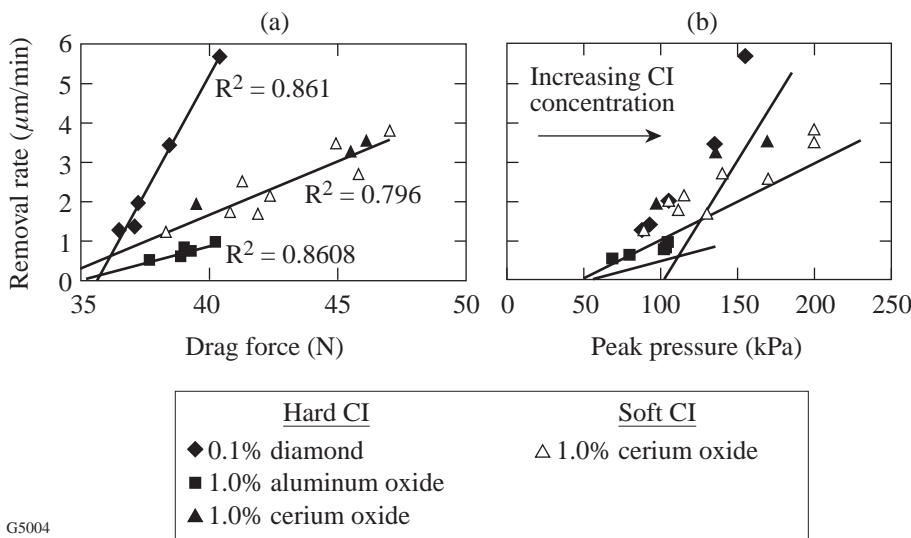 (a)
(b)
Removal rate (μm/min)
6
5
4
3
2
1
0
R² = 0.861
R² = 0.796
R² = 0.8608
35
40
45
50
Drag force (N)
Increasing CI
concentration
0
50
100
150
200
250
Peak pressure (kPa)
Hard CI
Soft CI
0.1% diamond
1.0% cerium oxide
1.0% aluminum oxide
1.0% cerium oxide
G5004